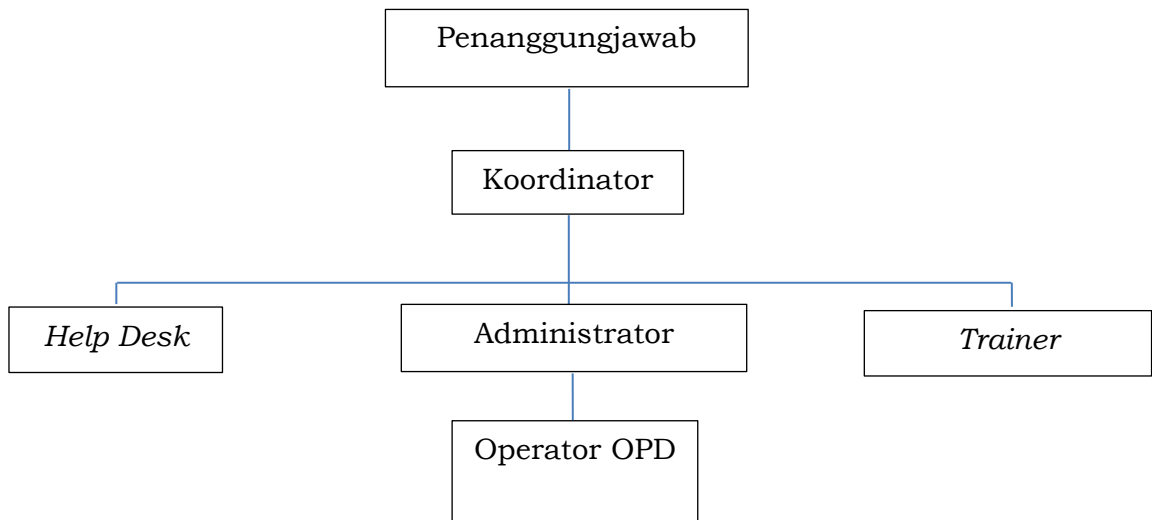 Penanggungjawab
Koordinator
Help Desk
Administrator
Trainer
Operator OPD